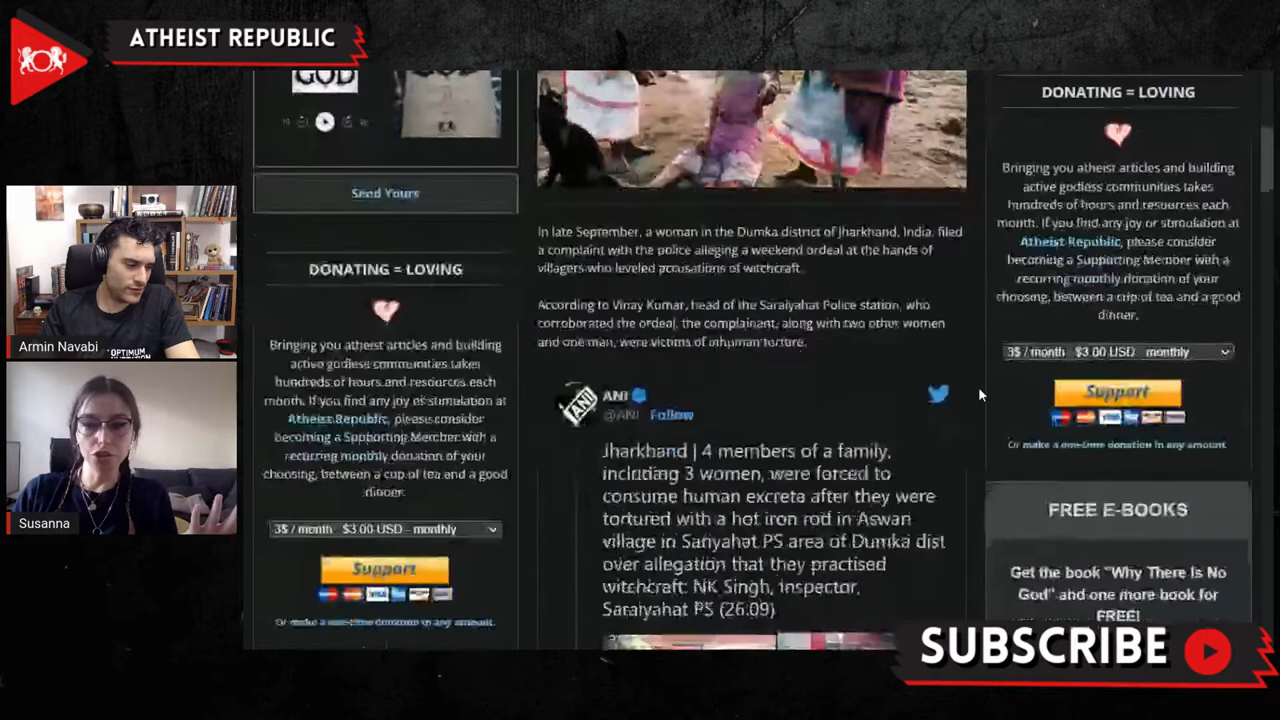 ATHEIST REPUBLIC
GOD
Send Yours
DONATING = LOVING
Bringing you atheist articles and building
active godless communities takes
hundreds of hours and resources each
month. If you find any joy or stimulation at
Atheist Republic, please consider
becoming a Supporting Member with a
recurring monthly donation of your
choosing, between a cup of tea and a good
dinner.
3$ / month $3.00 USD - monthly
Support
Or make a one-time donation in any amount.
In late September, a woman in the Dumka district of Jharkhand, India, filed
a complaint with the police alleging a weekend ordeal at the hands of
villagers who leveled accusations of witchcraft.
According to Vinay Kumar, head of the Saraiyahat Police station, who
corroborated the ordeal, the complainant, along with two other women
and one man, were victims of inhuman torture.
ANI
@ANI Follow
Jharkhand | 4 members of a family,
including 3 women, were forced to
consume human excreta after they were
tortured with a hot iron rod in Aswari
village in Sariyahat PS area of Dumka dist
over allegation that they practised
witchcraft: NK Singh, Inspector,
Saraiyahat PS (26.09)
DONATING = LOVING
Bringing you atheist articles and building
active godless communities takes
hundreds of hours and resources each
month. If you find any joy or stimulation at
Atheist Republic, please consider
becoming a Supporting Member with a
recurring monthly donation of your
choosing, between a cup of tea and a good
dinner.
3$ / month $3.00 USD - monthly
Support
Or make a one-time donation in any amount.
FREE E-BOOKS
Get the book "Why There Is No
God" and one more book for
FREE!
Armin Navabi
OPTIMUM
Susanna
SUBSCRIBE